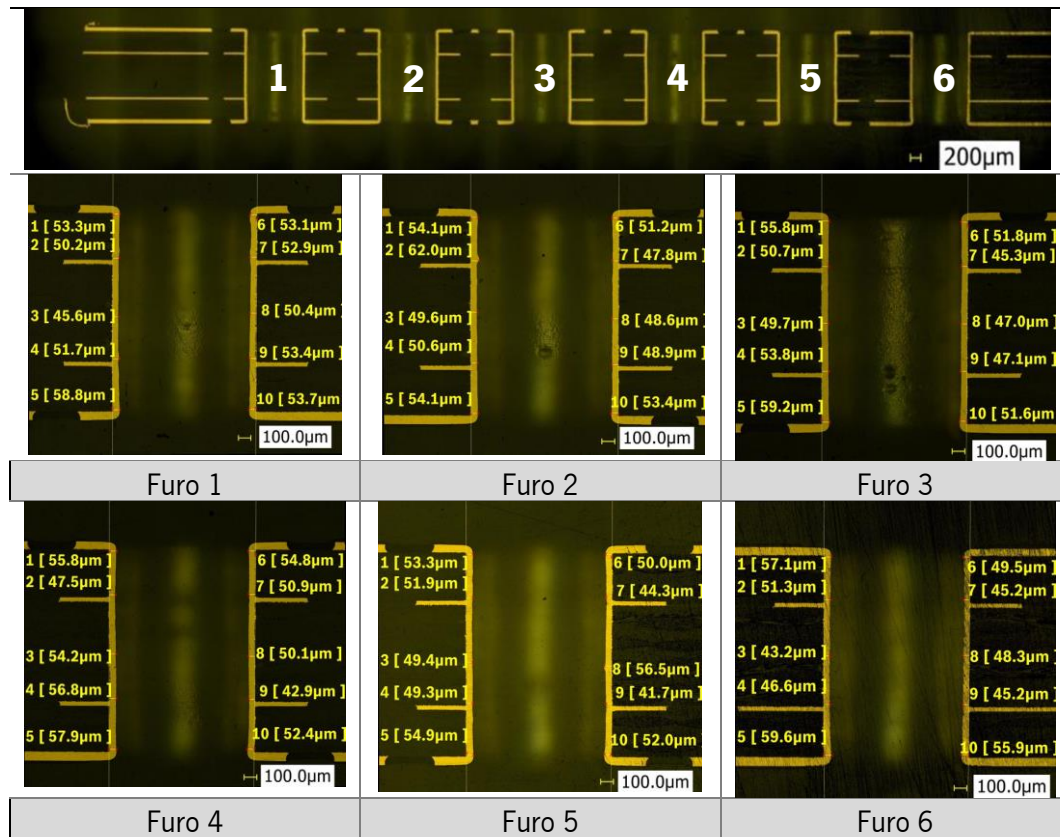 1 2 3 4 5 6
200µm
1 [ 53.3µm ] 6 [ 53.1µm ]
2 [ 50.2µm ] 7 [ 52.9µm ]
3 [ 45.6µm ] 8 [ 50.4µm ]
4 [ 51.7µm ] 9 [ 53.4µm ]
5 [ 58.8µm ] 10 [ 53.7µm ]
100.0µm
Furo 1
1 [ 54.1µm ] 6 [ 51.2µm ]
2 [ 62.0µm ] 7 [ 47.8µm ]
3 [ 49.6µm ] 8 [ 48.6µm ]
4 [ 50.6µm ] 9 [ 48.9µm ]
5 [ 54.1µm ] 10 [ 53.4µm ]
100.0µm
Furo 2
1 [ 55.8µm ] 6 [ 51.8µm ]
2 [ 50.7µm ] 7 [ 45.3µm ]
3 [ 49.7µm ] 8 [ 47.0µm ]
4 [ 53.8µm ] 9 [ 47.1µm ]
5 [ 59.2µm ] 10 [ 51.6µm ]
100.0µm
Furo 3
1 [ 55.8µm ] 6 [ 54.8µm ]
2 [ 47.5µm ] 7 [ 50.9µm ]
3 [ 54.2µm ] 8 [ 50.1µm ]
4 [ 56.8µm ] 9 [ 42.9µm ]
5 [ 57.9µm ] 10 [ 52.4µm ]
100.0µm
Furo 4
1 [ 53.3µm ] 6 [ 50.0µm ]
2 [ 51.9µm ] 7 [ 44.3µm ]
3 [ 49.4µm ] 8 [ 56.5µm ]
4 [ 49.3µm ] 9 [ 41.7µm ]
5 [ 54.9µm ] 10 [ 52.0µm ]
100.0µm
Furo 5
1 [ 57.1µm ] 6 [ 49.5µm ]
2 [ 51.3µm ] 7 [ 45.2µm ]
3 [ 43.2µm ] 8 [ 48.3µm ]
4 [ 46.6µm ] 9 [ 45.2µm ]
5 [ 59.6µm ] 10 [ 55.9µm ]
100.0µm
Furo 6